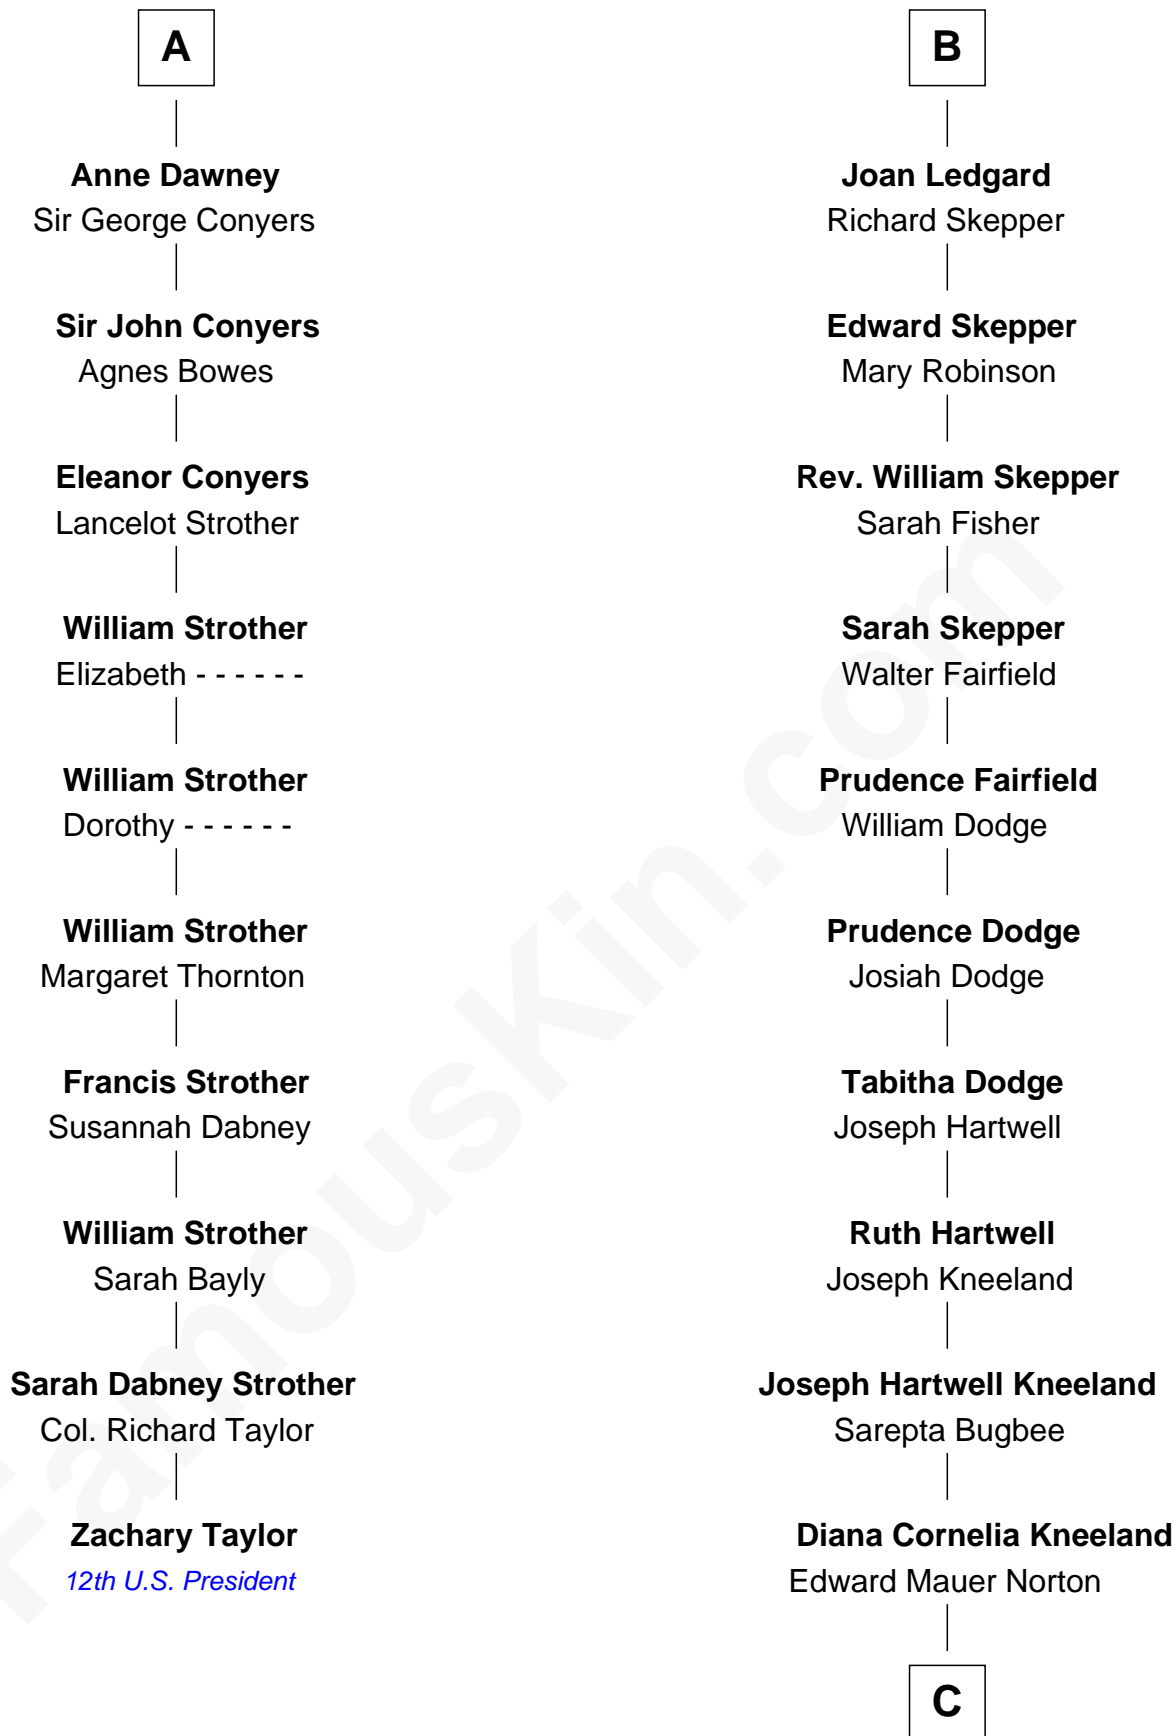 A
Anne Dawney
Sir George Conyers
Sir John Conyers
Agnes Bowes
Eleanor Conyers
Lancelot Strother
William Strother
Elizabeth - - - - - -
William Strother
Dorothy - - - - - -
William Strother
Margaret Thornton
Francis Strother
Susannah Dabney
William Strother
Sarah Bayly
Sarah Dabney Strother
Col. Richard Taylor
Zachary Taylor
12th U.S. President
B
Joan Ledgard
Richard Skepper
Edward Skepper
Mary Robinson
Rev. William Skepper
Sarah Fisher
Sarah Skepper
Walter Fairfield
Prudence Fairfield
William Dodge
Prudence Dodge
Josiah Dodge
Tabitha Dodge
Joseph Hartwell
Ruth Hartwell
Joseph Kneeland
Joseph Hartwell Kneeland
Sarepta Bugbee
Diana Cornelia Kneeland
Edward Mauer Norton
C
FamousKin.com